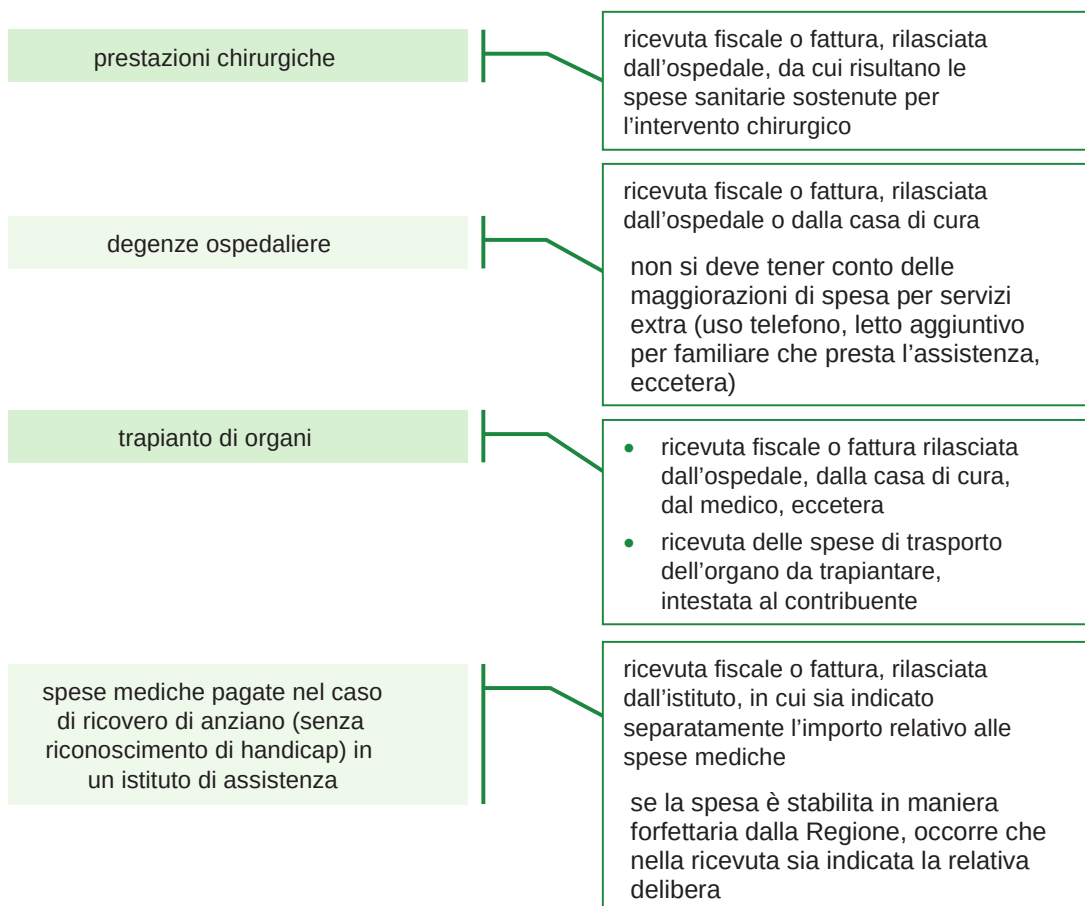 prestazioni chirurgiche
ricevuta fiscale o fattura, rilasciata
dall’ospedale, da cui risultano le
spese sanitarie sostenute per
l’intervento chirurgico
degenze ospedaliere
ricevuta fiscale o fattura, rilasciata
dall’ospedale o dalla casa di cura
non si deve tener conto delle
maggiorazioni di spesa per servizi
extra (uso telefono, letto aggiuntivo
per familiare che presta l’assistenza,
eccetera)
trapianto di organi
• ricevuta fiscale o fattura rilasciata
dall’ospedale, dalla casa di cura,
dal medico, eccetera
• ricevuta delle spese di trasporto
dell’organo da trapiantare,
intestata al contribuente
spese mediche pagate nel caso
di ricovero di anziano (senza
riconoscimento di handicap) in
un istituto di assistenza
ricevuta fiscale o fattura, rilasciata
dall’istituto, in cui sia indicato
separatamente l’importo relativo alle
spese mediche
se la spesa è stabilita in maniera
forfettaria dalla Regione, occorre che
nella ricevuta sia indicata la relativa
delibera